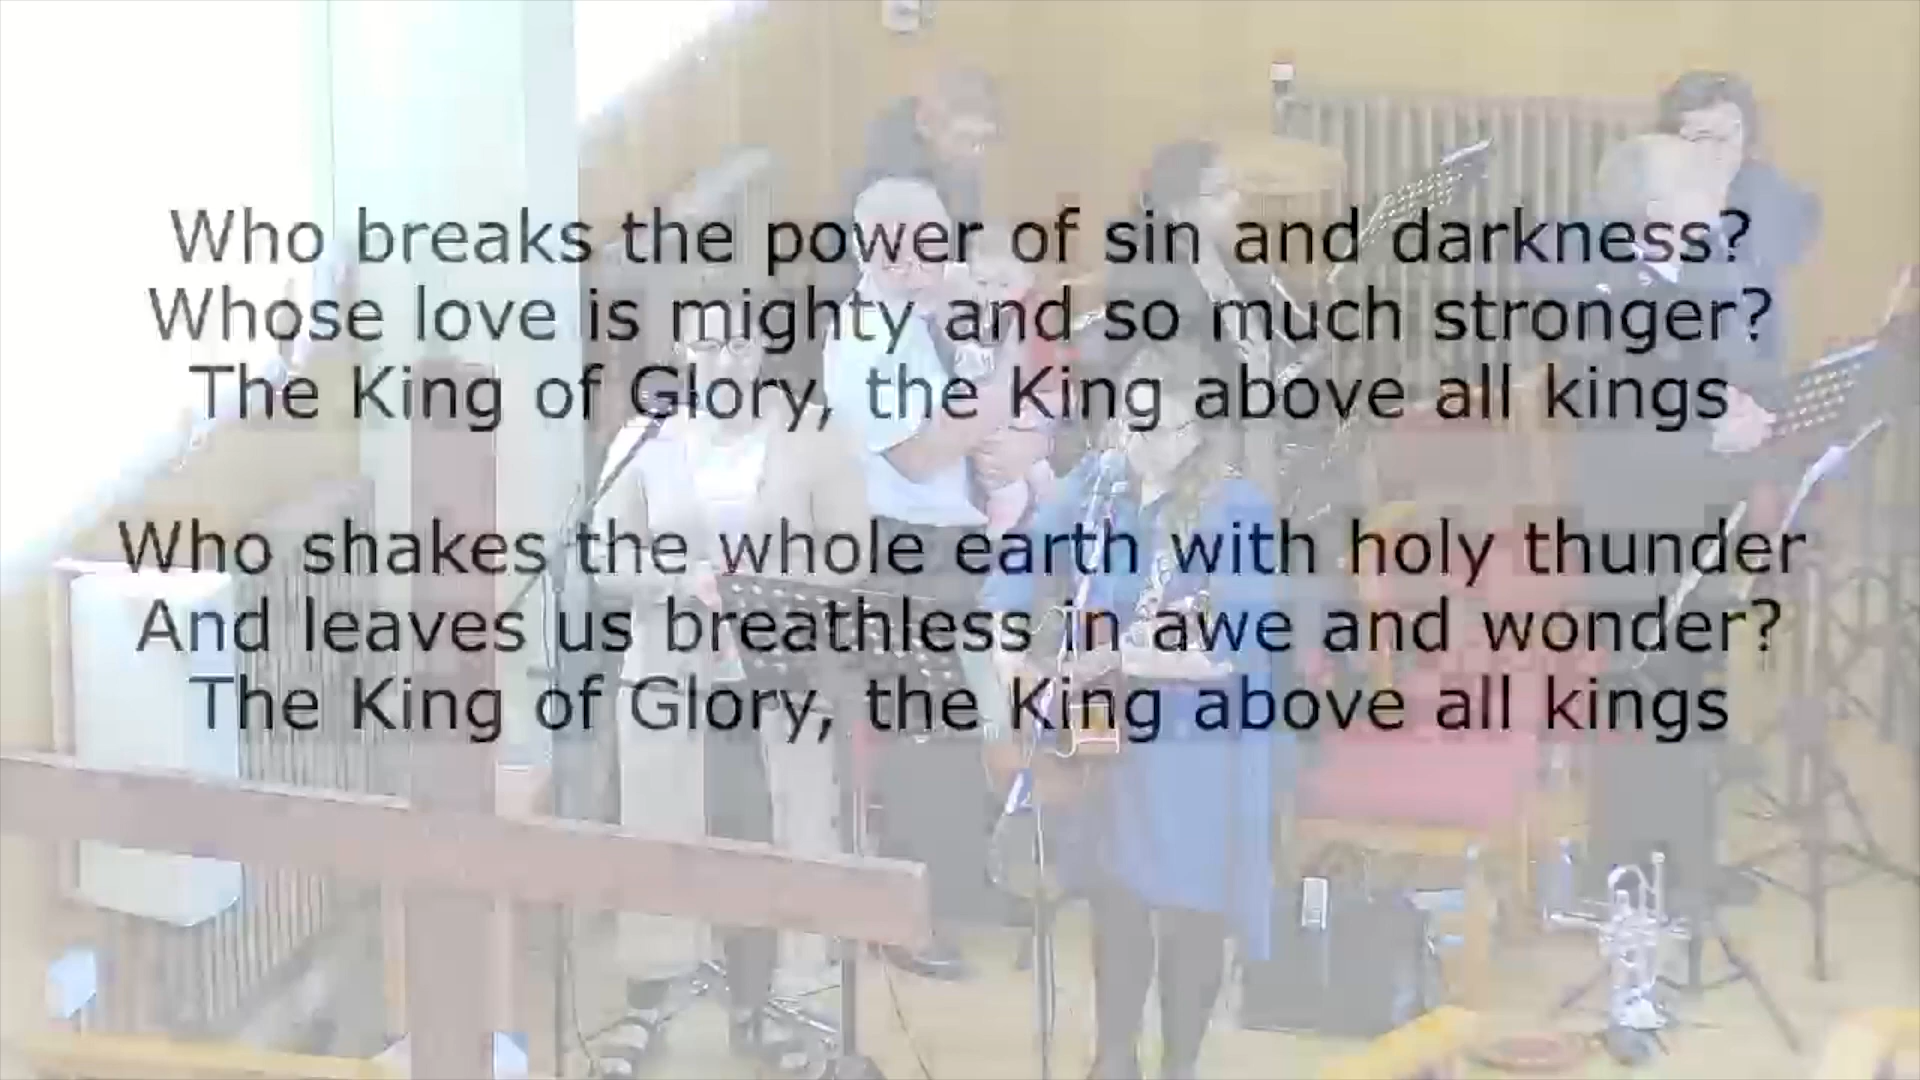 Who breaks the power of sin and darkness?
Whose love is mighty and so much stronger?
The King of Glory, the King above all kings
Who shakes the whole earth with holy thunder
And leaves us breathless in awe and wonder?
The King of Glory, the King above all kings